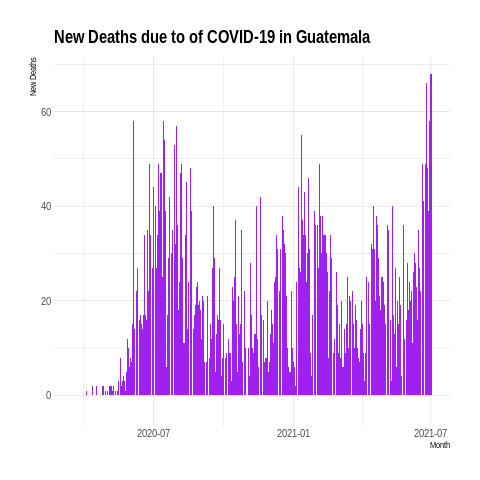 New Deaths due to of COVID-19 in Guatemala
New Deaths
60
40
20
0
2020-07
2021-01
2021-07
Month